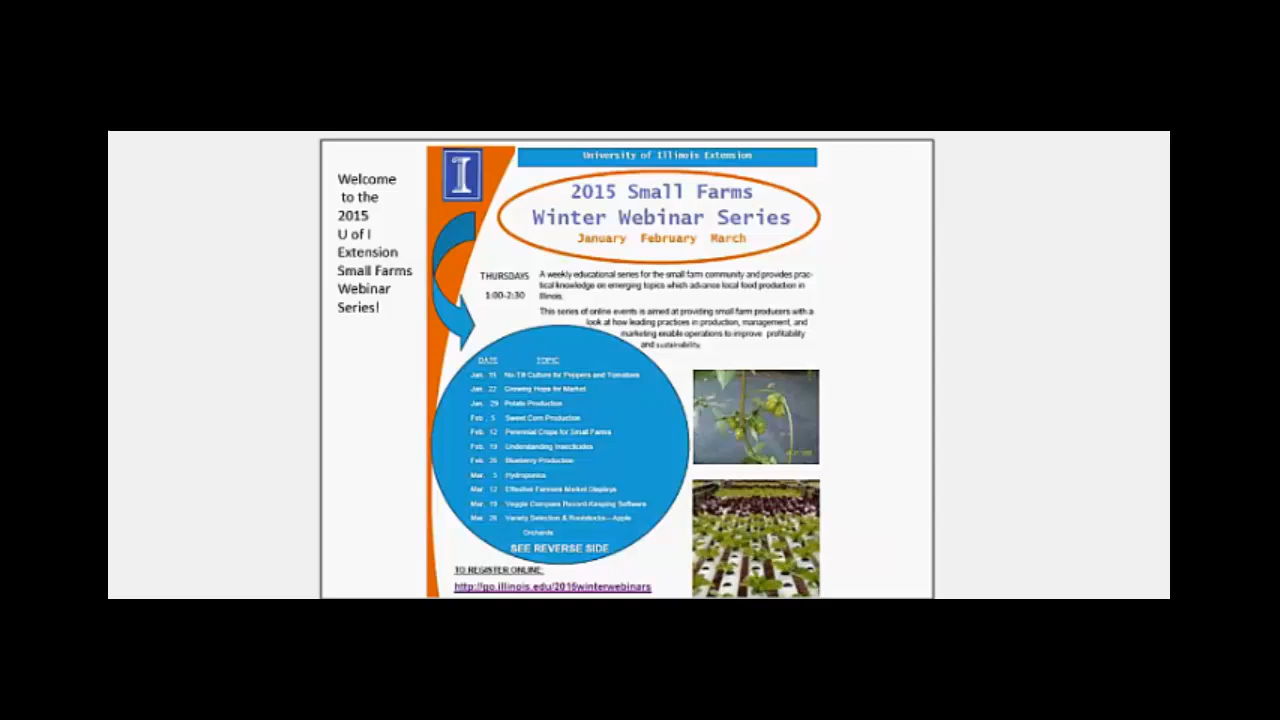 Welcome
to the
2015
U of I
Extension
Small Farms
Webinar
Series!
I
University of Illinois Extension
2015 Small Farms
Winter Webinar Series
January February March
THURSDAYS
1:00-2:30
A weekly educational series for the small farm community and provides prac-
tical knowledge on emerging topics which advance local food production in
Illinois.
This series of online events is aimed at providing small farm producers with a
look at how leading practices in production, management, and
marketing enable operations to improve profitability
and sustainability.
DATE TOPIC
Jan. 15 No-Till Culture for Peppers and Tomatoes
Jan. 22 Growing Hops for Market
Jan. 29 Potato Production
Feb. 5 Sweet Corn Production
Feb. 12 Perennial Crops for Small Farms
Feb. 19 Understanding Insecticides
Feb. 26 Blueberry Production
Mar. 5 Hydroponics
Mar. 12 Effective Farmers Market Displays
Mar. 19 Veggie Compass Record-Keeping Software
Mar. 26 Variety Selection & Rootstocks—Apple
Orchards
SEE REVERSE SIDE
TO REGISTER ONLINE: